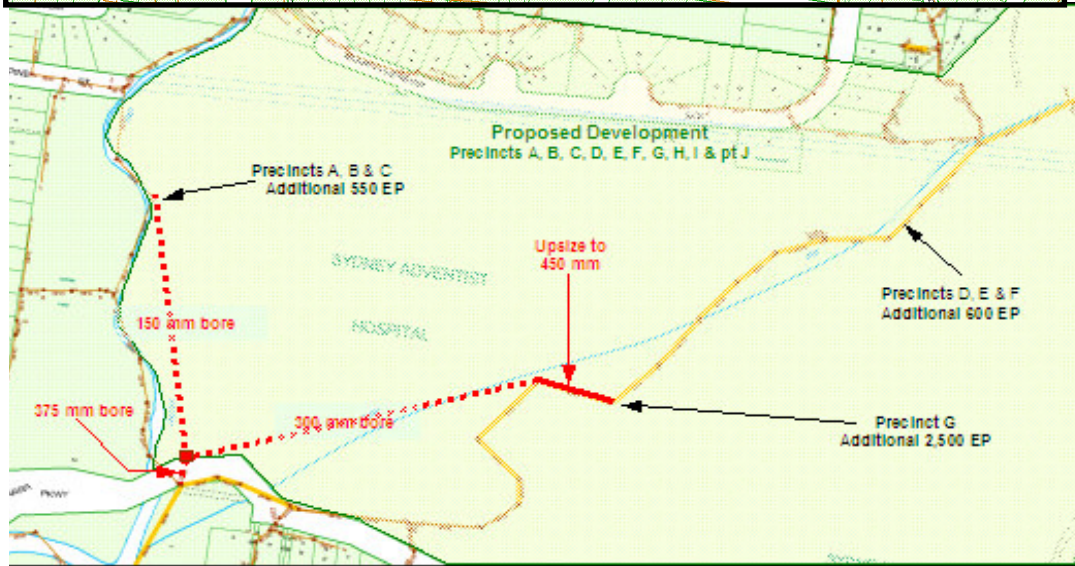 Proposed Development
Precincts A, B, C, D, E, F, G, H, I & pt J
Precincts A, B & C
Additional 550 EP
Upsize to
450 mm
SYDNEY ADVENTIST
HOSPITAL
Precincts D, E & F
Additional 600 EP
150 mm bore
375 mm bore
300 mm bore
Precinct G
Additional 2,500 EP
PKWY